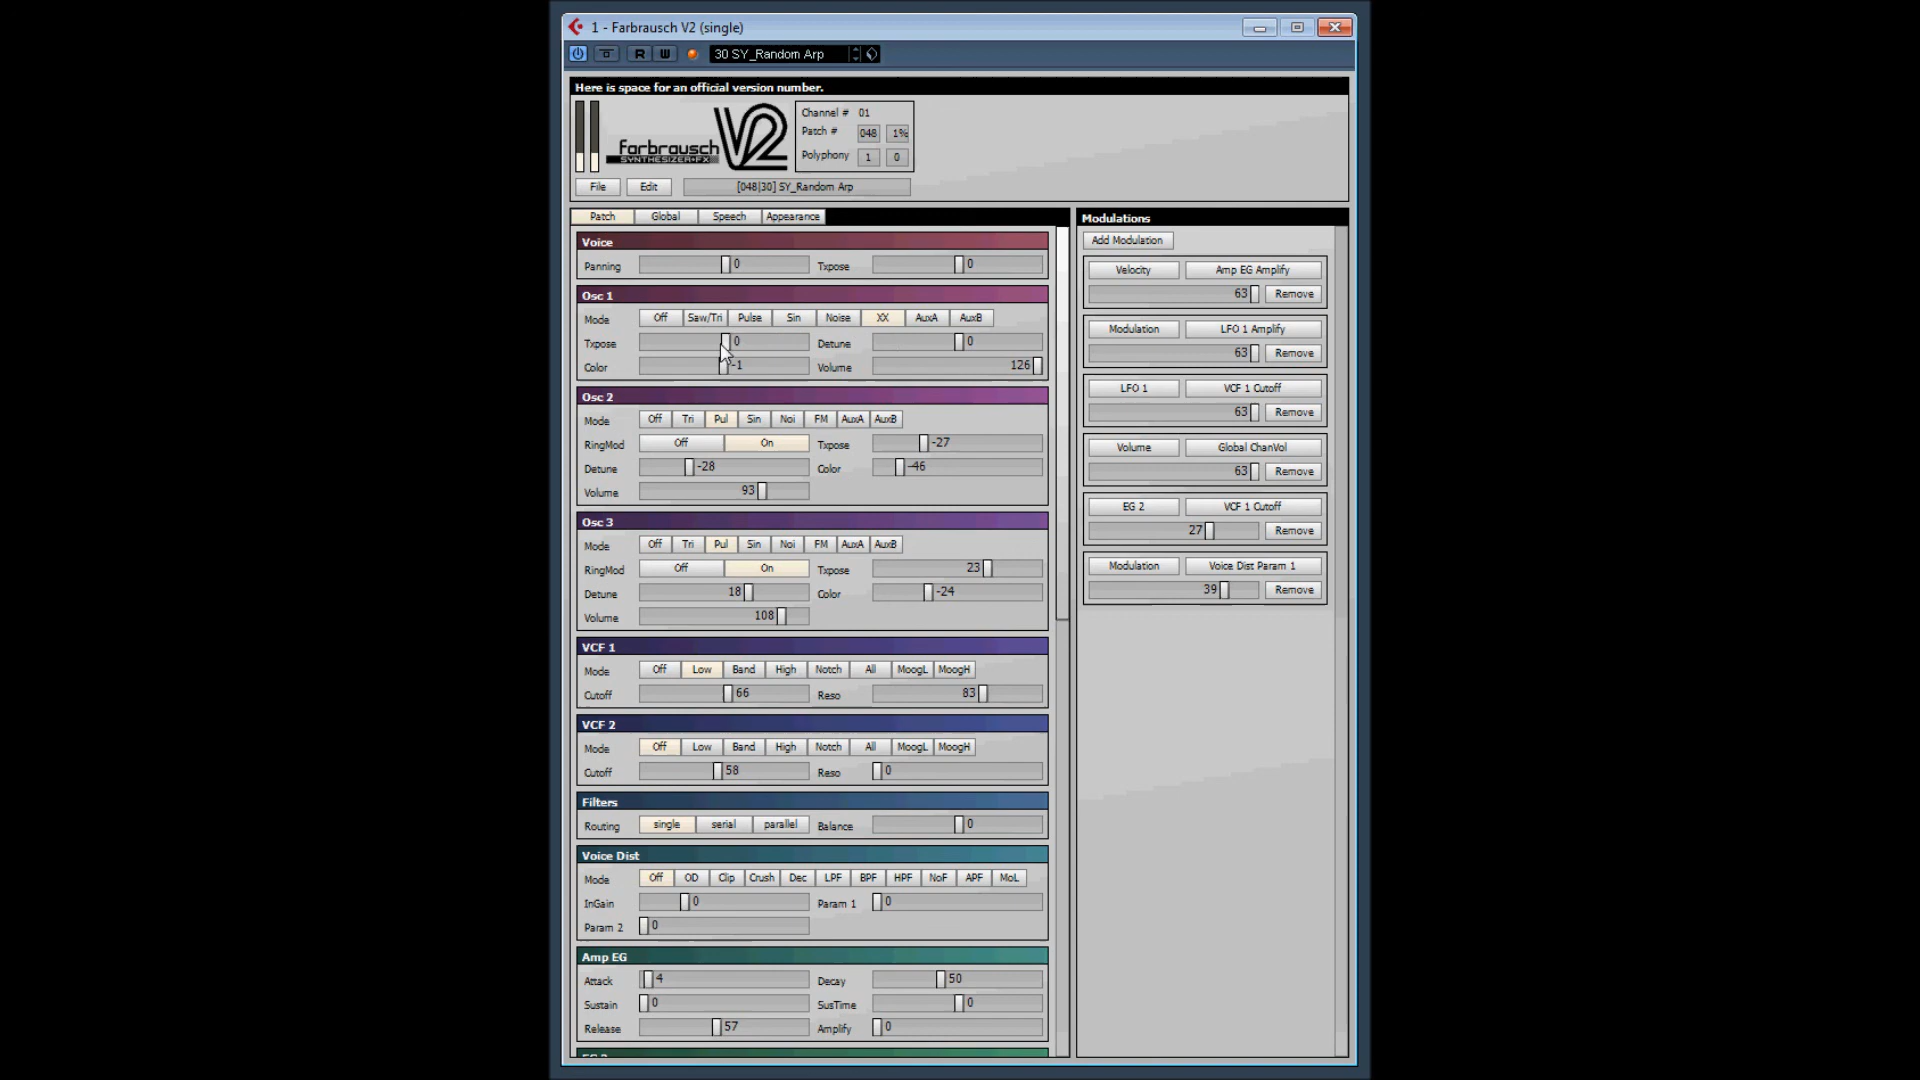 1 - Farbrausch V2 (single)
R W 30 SY_Random Arp
Here is space for an official version number.
farbrausch V2
SYNTHESIZER+FX
Channel # 01
Patch # 048 1%
Polyphony 1 0
File Edit [048|30] SY_Random Arp
Patch Global Speech Appearance
Voice
Panning 0 Txpose 0
Osc 1
Mode Off Saw/Tri Pulse Sin Noise XX AuxA AuxB
Txpose 0 Detune 0
Color -1 Volume 126
Osc 2
Mode Off Tri Pul Sin Noi FM AuxA AuxB
RingMod Off On Txpose -27
Detune -28 Color -46
Volume 93
Osc 3
Mode Off Tri Pul Sin Noi FM AuxA AuxB
RingMod Off On Txpose 23
Detune 18 Color -24
Volume 108
VCF 1
Mode Off Low Band High Notch All MoogL MoogH
Cutoff 66 Reso 83
VCF 2
Mode Off Low Band High Notch All MoogL MoogH
Cutoff 58 Reso 0
Filters
Routing single serial parallel Balance 0
Voice Dist
Mode Off OD Clip Crush Dec LPF BPF HPF NoF APF MoL
InGain 0 Param 1 0
Param 2 0
Amp EG
Attack 4 Decay 50
Sustain 0 SusTime 0
Release 57 Amplify 0
Modulations
Add Modulation
Velocity Amp EG Amplify
63 Remove
Modulation LFO 1 Amplify
63 Remove
LFO 1 VCF 1 Cutoff
63 Remove
Volume Global ChanVol
63 Remove
EG 2 VCF 1 Cutoff
27 Remove
Modulation Voice Dist Param 1
39 Remove